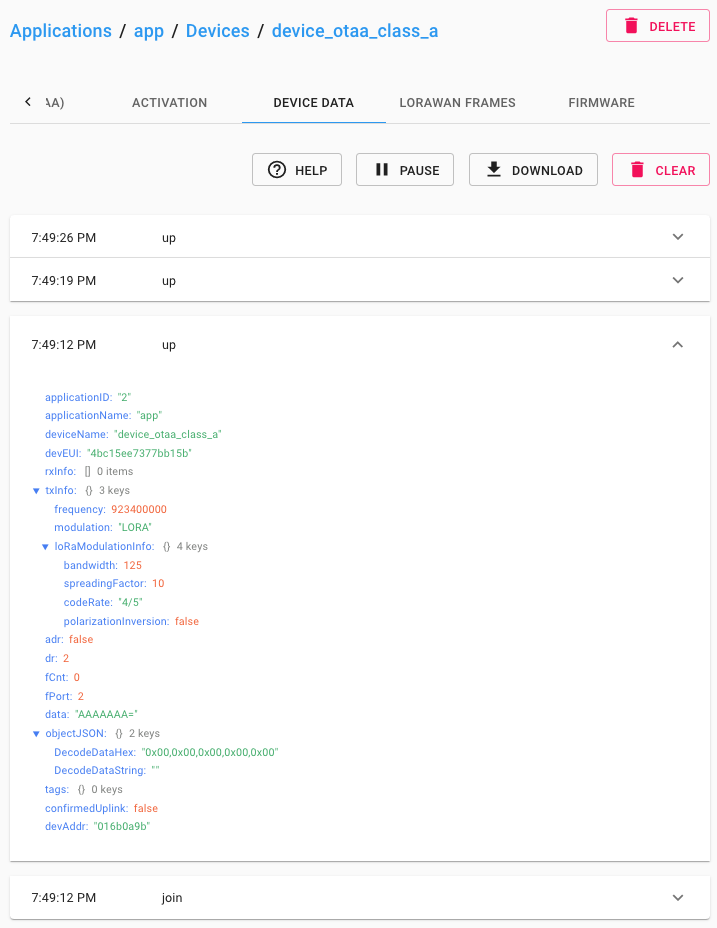 Applications / app / Devices / device_otaa_class_a
DELETE
AA)
ACTIVATION
DEVICE DATA
LORAWAN FRAMES
FIRMWARE
HELP
PAUSE
DOWNLOAD
CLEAR
7:49:26 PM up
7:49:19 PM up
7:49:12 PM up
applicationID: "2"
applicationName: "app"
deviceName: "device_otaa_class_a"
devEUI: "4bc15ee7377bb15b"
rxInfo: [] 0 items
txInfo: {} 3 keys
frequency: 923400000
modulation: "LORA"
loRaModulationInfo: {} 4 keys
bandwidth: 125
spreadingFactor: 10
codeRate: "4/5"
polarizationInversion: false
adr: false
dr: 2
fCnt: 0
fPort: 2
data: "AAAAAAA="
objectJSON: {} 2 keys
DecodeDataHex: "0x00,0x00,0x00,0x00,0x00"
DecodeDataString: ""
tags: {} 0 keys
confirmedUplink: false
devAddr: "016b0a9b"
7:49:12 PM join